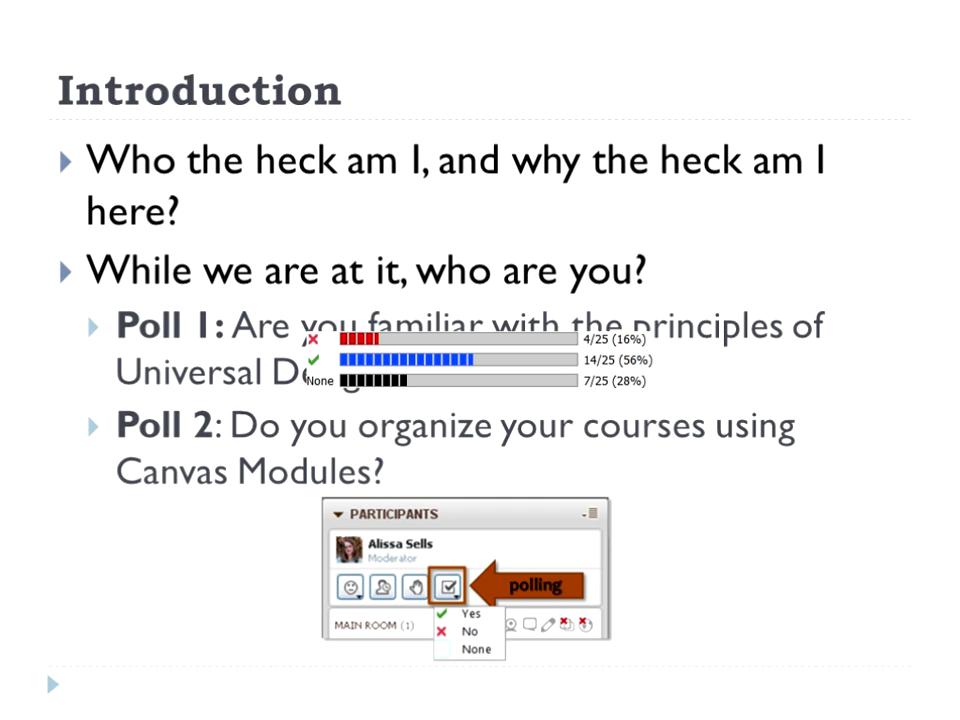 Introduction
Who the heck am I, and why the heck am I
here?
While we are at it, who are you?
Poll 1: Are you familiar with the principles of
Universal
4/25 (16%)
14/25 (56%)
None 7/25 (28%)
Poll 2: Do you organize your courses using
Canvas Modules?
PARTICIPANTS
Alissa Sells
Moderator
polling
MAIN ROOM (1)
Yes
No
None